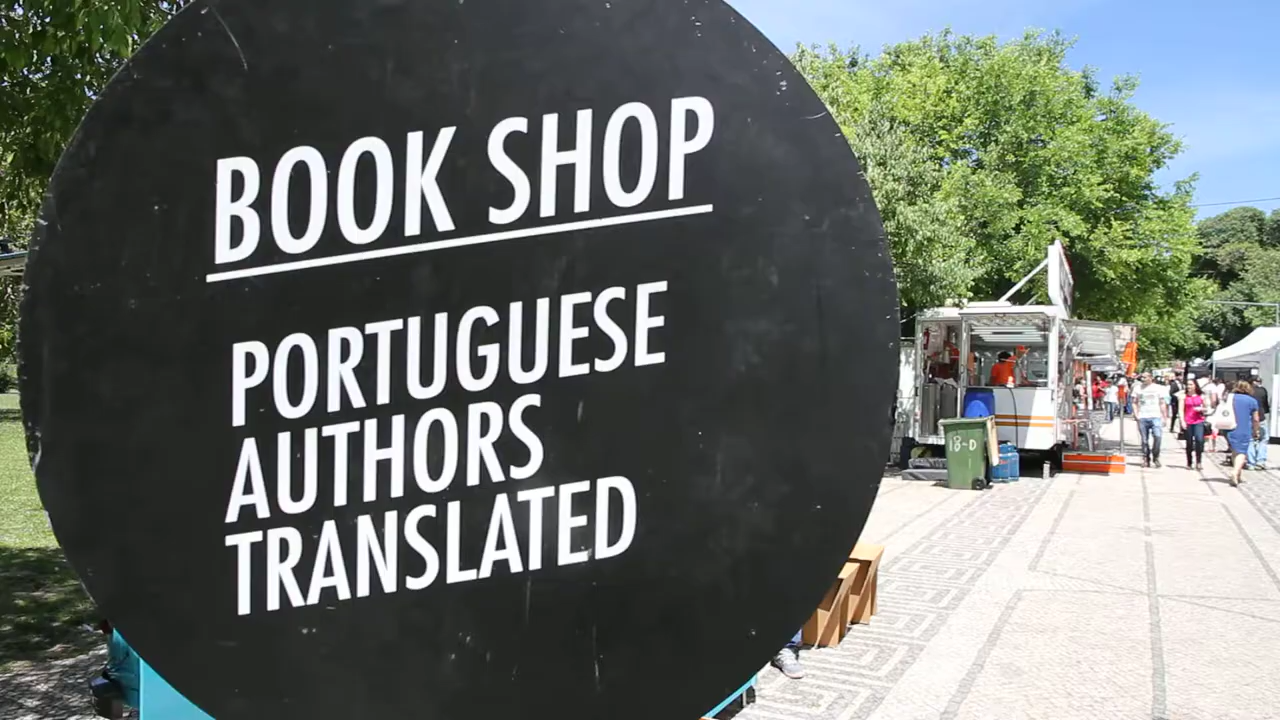 BOOK SHOP
PORTUGUESE
AUTHORS
TRANSLATED
18-D